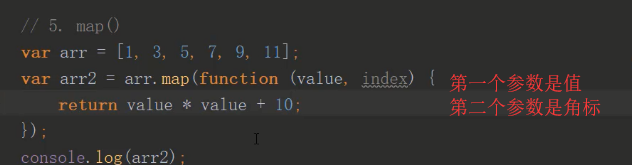 // 5. map()
var arr = [1, 3, 5, 7, 9, 11];
var arr2 = arr.map(function (value, index) { 第一个参数是值
return value * value + 10; 第二个参数是角标
});
console.log(arr2);